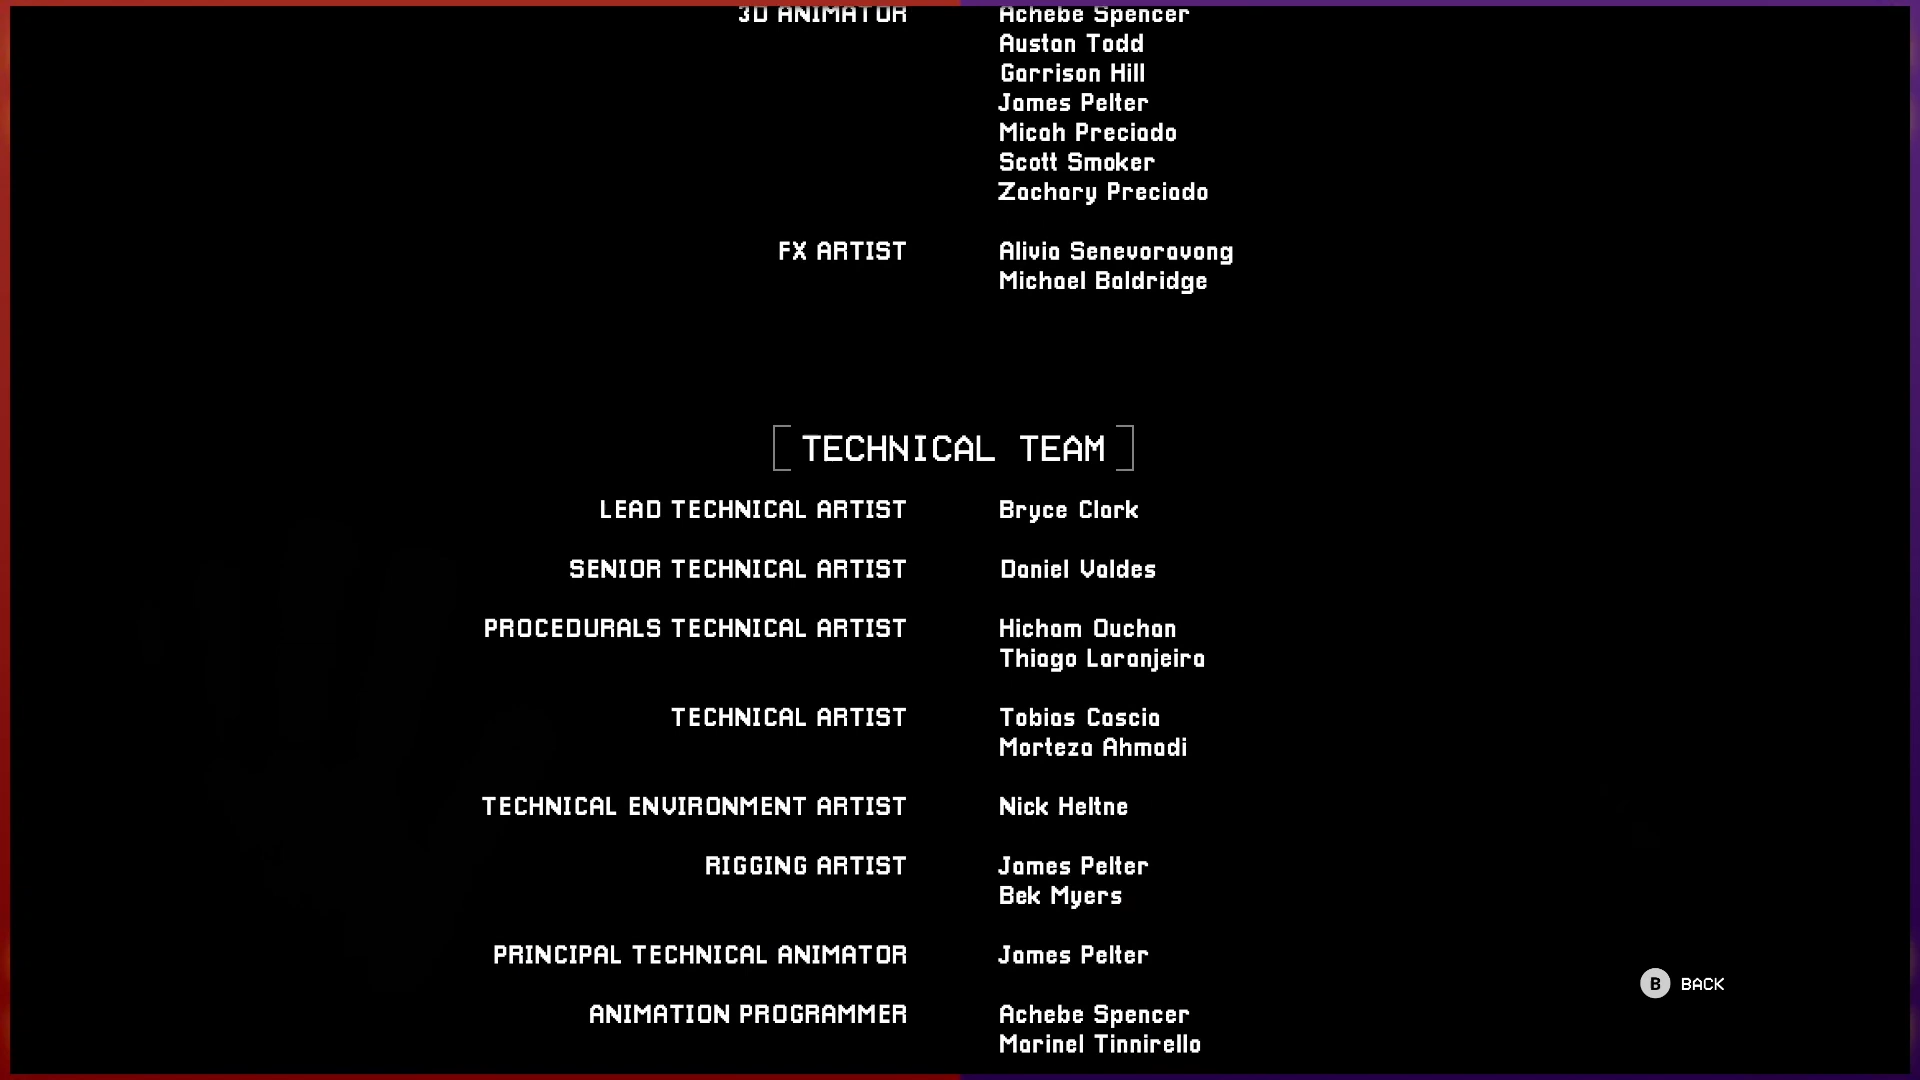 3D ANIMATOR Achebe Spencer
Austan Todd
Garrison Hill
James Pelter
Micah Preciado
Scott Smoker
Zachary Preciado
FX ARTIST Alivia Senevoravong
Michael Baldridge
[ TECHNICAL TEAM ]
LEAD TECHNICAL ARTIST Bryce Clark
SENIOR TECHNICAL ARTIST Daniel Valdes
PROCEDURALS TECHNICAL ARTIST Hicham Ouchan
Thiago Laranjeira
TECHNICAL ARTIST Tobias Cascia
Morteza Ahmadi
TECHNICAL ENVIRONMENT ARTIST Nick Heltne
RIGGING ARTIST James Pelter
Bek Myers
PRINCIPAL TECHNICAL ANIMATOR James Pelter
B BACK
ANIMATION PROGRAMMER Achebe Spencer
Marinel Tinnirello